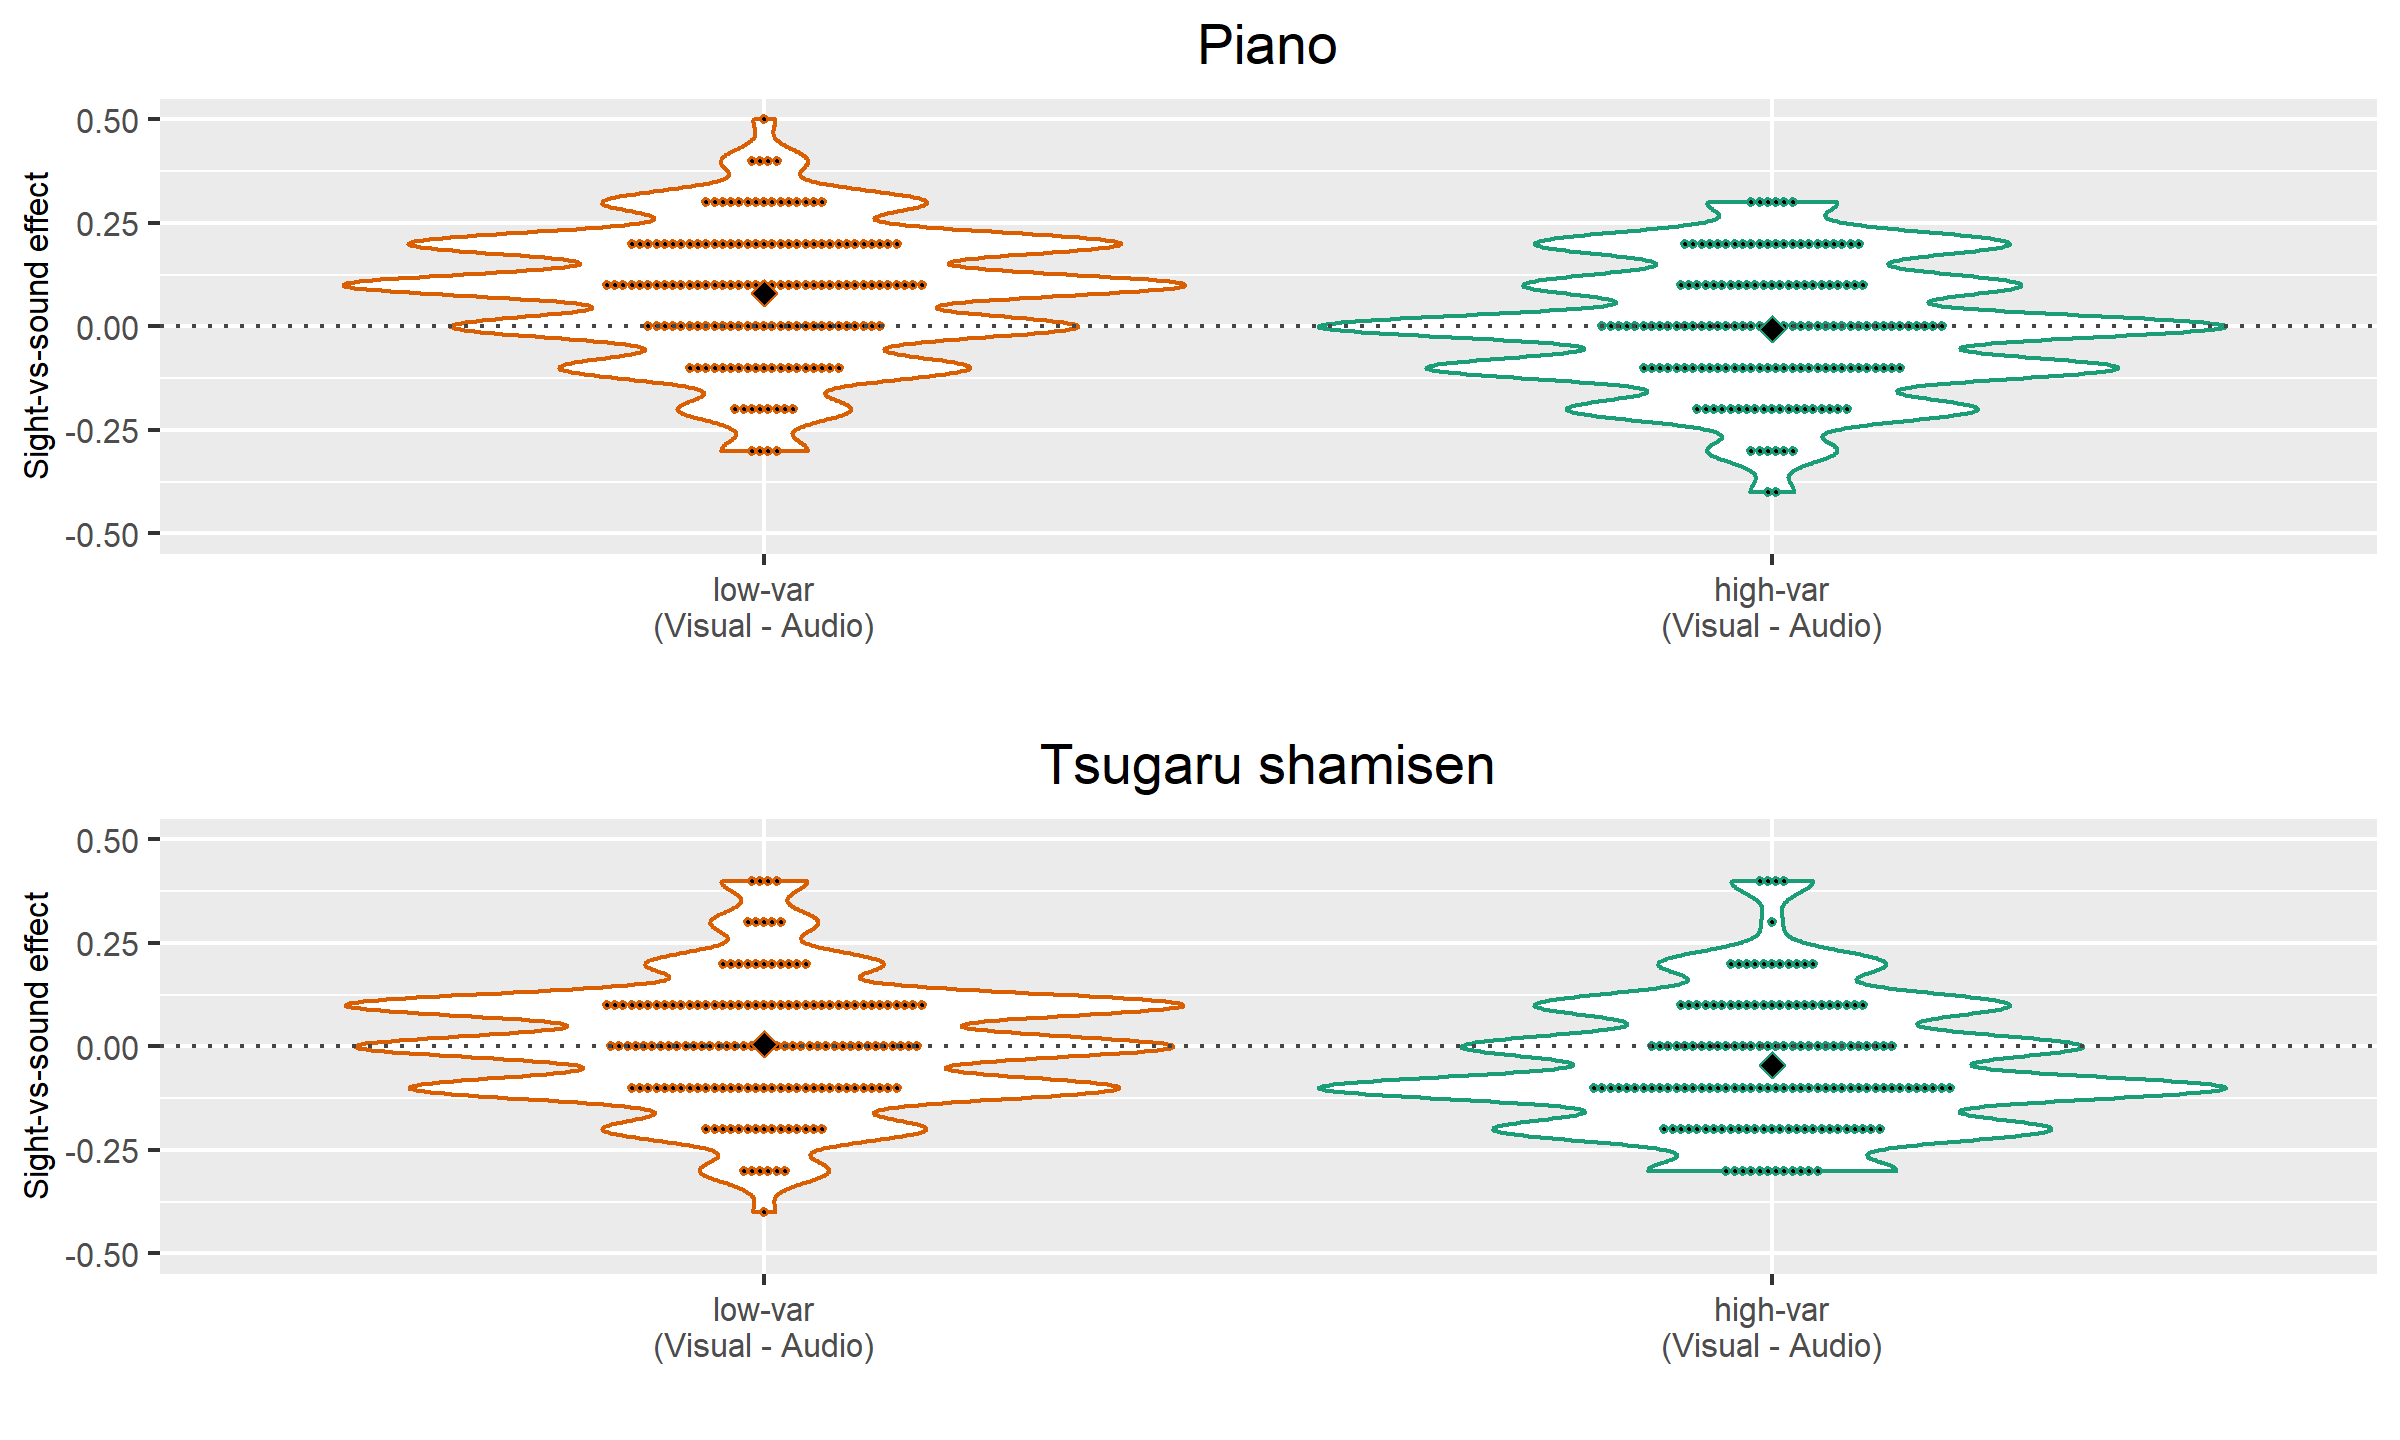 Piano
Sight-vs-sound effect
0.50
0.25
0.00
-0.25
-0.50
low-var
(Visual - Audio)
high-var
(Visual - Audio)
Tsugaru shamisen
Sight-vs-sound effect
0.50
0.25
0.00
-0.25
-0.50
low-var
(Visual - Audio)
high-var
(Visual - Audio)